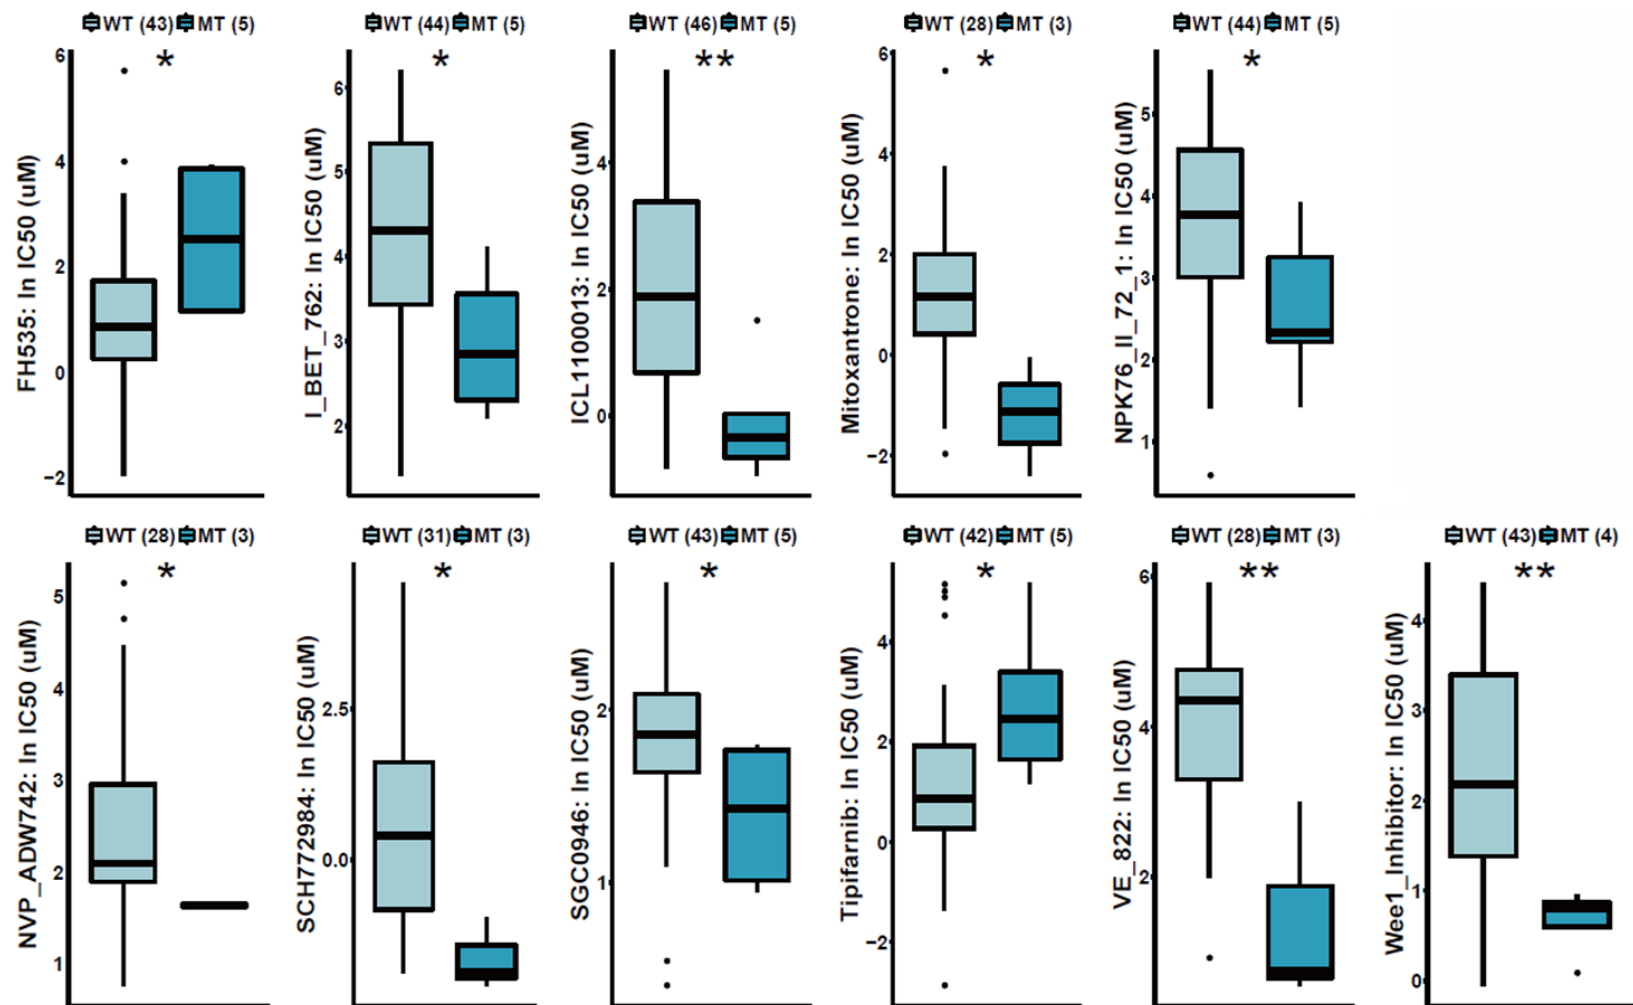 WT (43) MT (5)
*
FH535: ln IC50 (uM)
6
4
2
0
−2
WT (44) MT (5)
*
I_BET_762: ln IC50 (uM)
6
5
4
3
2
WT (46) MT (5)
**
ICL1100013: ln IC50 (uM)
4
2
0
WT (28) MT (3)
*
Mitoxantrone: ln IC50 (uM)
6
4
2
0
−2
WT (44) MT (5)
*
NPK76_II_72_1: ln IC50 (uM)
5
4
3
2
1
WT (28) MT (3)
*
NVP_ADW742: ln IC50 (uM)
5
4
3
2
1
WT (31) MT (3)
*
SCH772984: ln IC50 (uM)
2.5
0.0
WT (43) MT (5)
*
SGC0946: ln IC50 (uM)
2
1
WT (42) MT (5)
*
Tipifarnib: ln IC50 (uM)
4
2
0
−2
WT (28) MT (3)
**
VE_822: ln IC50 (uM)
6
4
2
WT (43) MT (4)
**
Wee1_Inhibitor: ln IC50 (uM)
4
3
2
1
0